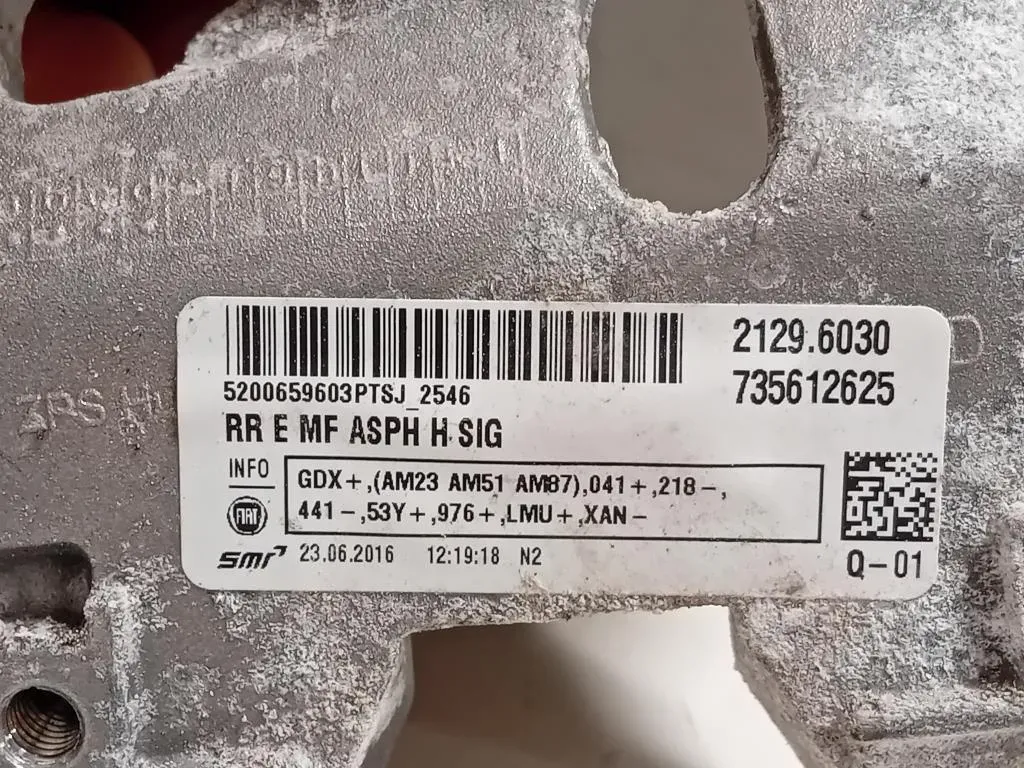 2129.6030
5200659603PTSJ_2546
735612625
RR E MF ASPH H SIG
INFO
GDX+,(AM23 AM51 AM87),041+,218-,
441-,53Y+,976+,LMU+,XAN-
FIAT
smr 23.06.2016 12:19:18 N2
Q-01